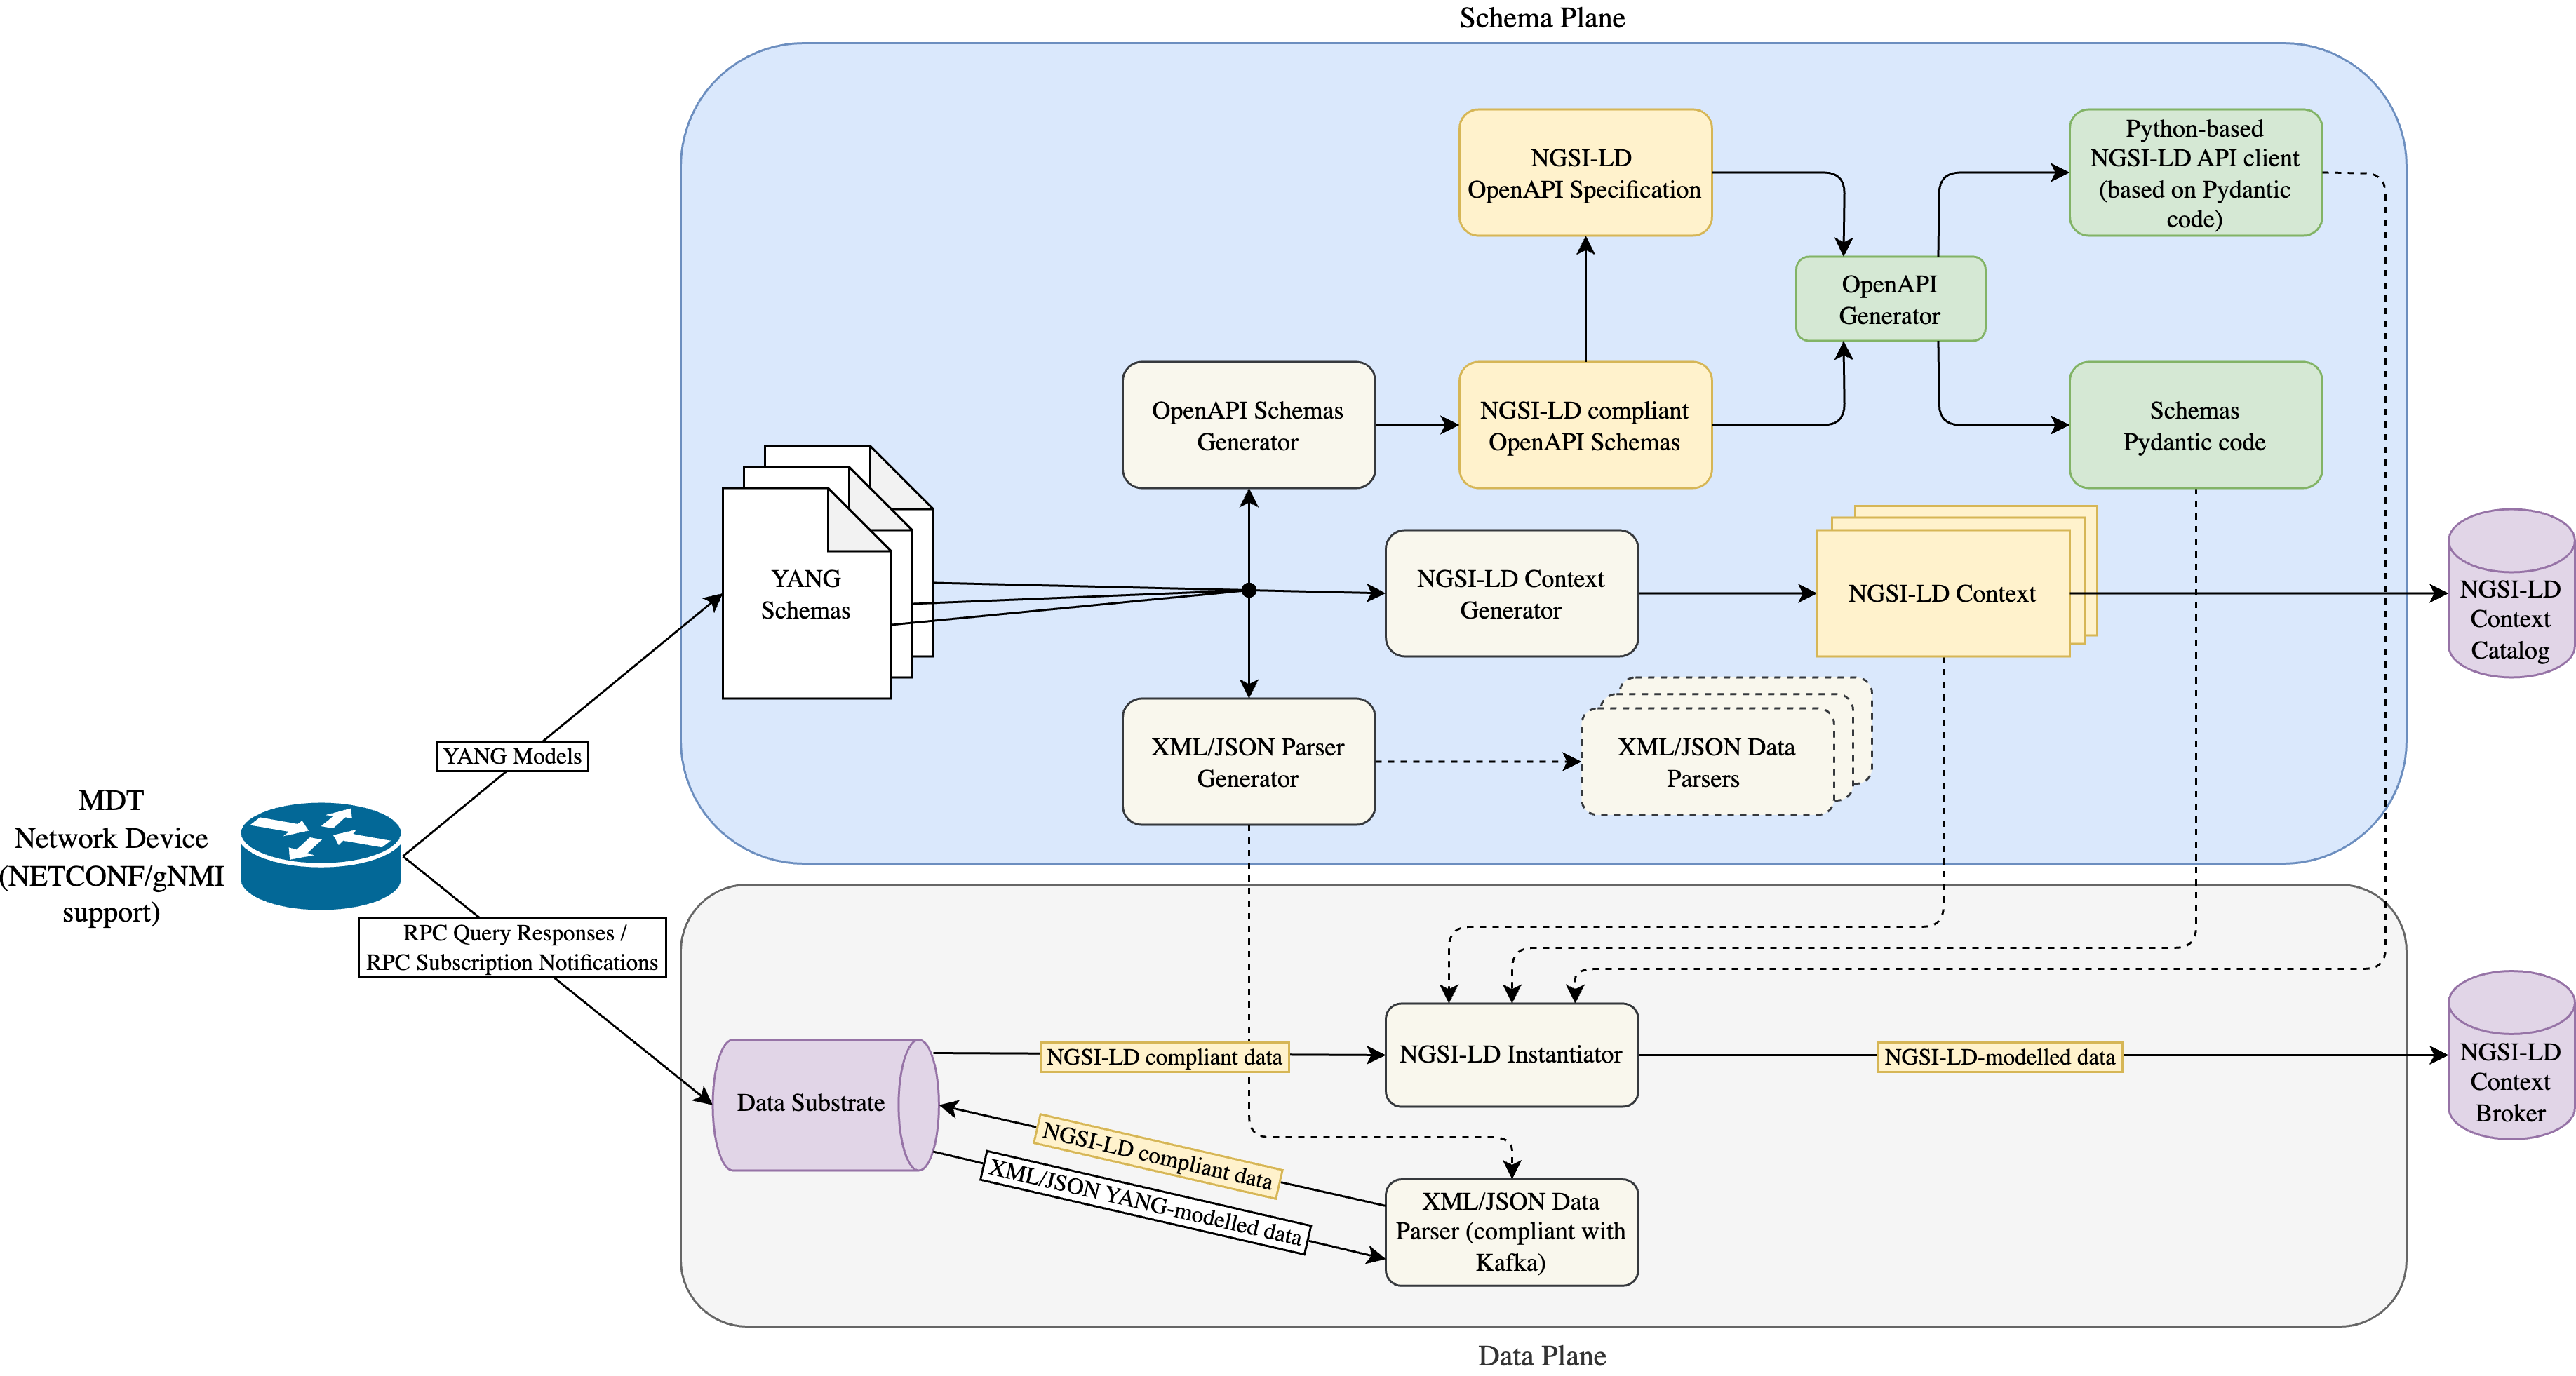 Schema Plane
NGSI-LD
OpenAPI Specification
Python-based
NGSI-LD API client
(based on Pydantic
code)
OpenAPI
Generator
OpenAPI Schemas
Generator
NGSI-LD compliant
OpenAPI Schemas
Schemas
Pydantic code
YANG
Schemas
NGSI-LD Context
Generator
NGSI-LD Context
NGSI-LD
Context
Catalog
YANG Models
XML/JSON Parser
Generator
XML/JSON Data
Parsers
MDT
Network Device
(NETCONF/gNMI
support)
RPC Query Responses /
RPC Subscription Notifications
Data Substrate
NGSI-LD compliant data
NGSI-LD Instantiator
NGSI-LD-modelled data
NGSI-LD
Context
Broker
NGSI-LD compliant data
XML/JSON YANG-modelled data
XML/JSON Data
Parser (compliant with
Kafka)
Data Plane